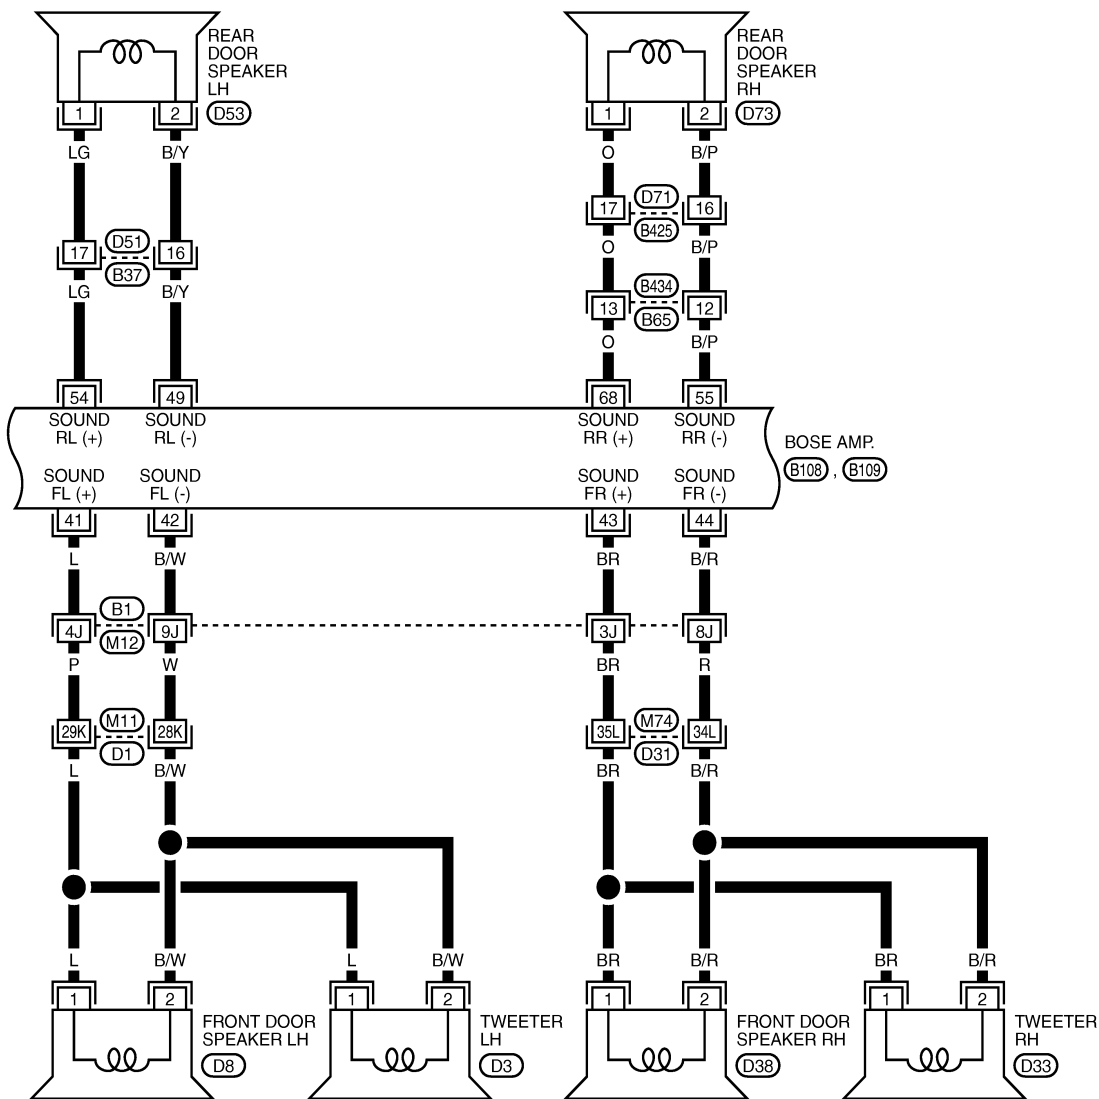 REAR
DOOR
SPEAKER
LH
D53
REAR
DOOR
SPEAKER
RH
D73
1 2 1 2
LG B/Y O B/P
17 D71 16
B425
17 D51 16
B37
O B/P
LG B/Y
13 B434 12
B65
O B/P
54 49 68 55
SOUND
RL (+)
SOUND
RL (-)
SOUND
RR (+)
SOUND
RR (-)
BOSE AMP.
B108 , B109
SOUND
FL (+)
SOUND
FL (-)
SOUND
FR (+)
SOUND
FR (-)
41 42 43 44
L B/W BR B/R
B1
4J 9J 3J 8J
M12
P W BR R
M11 M74
29K 28K 35L 34L
D1 D31
L B/W BR B/R
L B/W L B/W BR B/R BR B/R
1 2 1 2 1 2 1 2
FRONT DOOR
SPEAKER LH
D8
TWEETER
LH
D3
FRONT DOOR
SPEAKER RH
D38
TWEETER
RH
D33